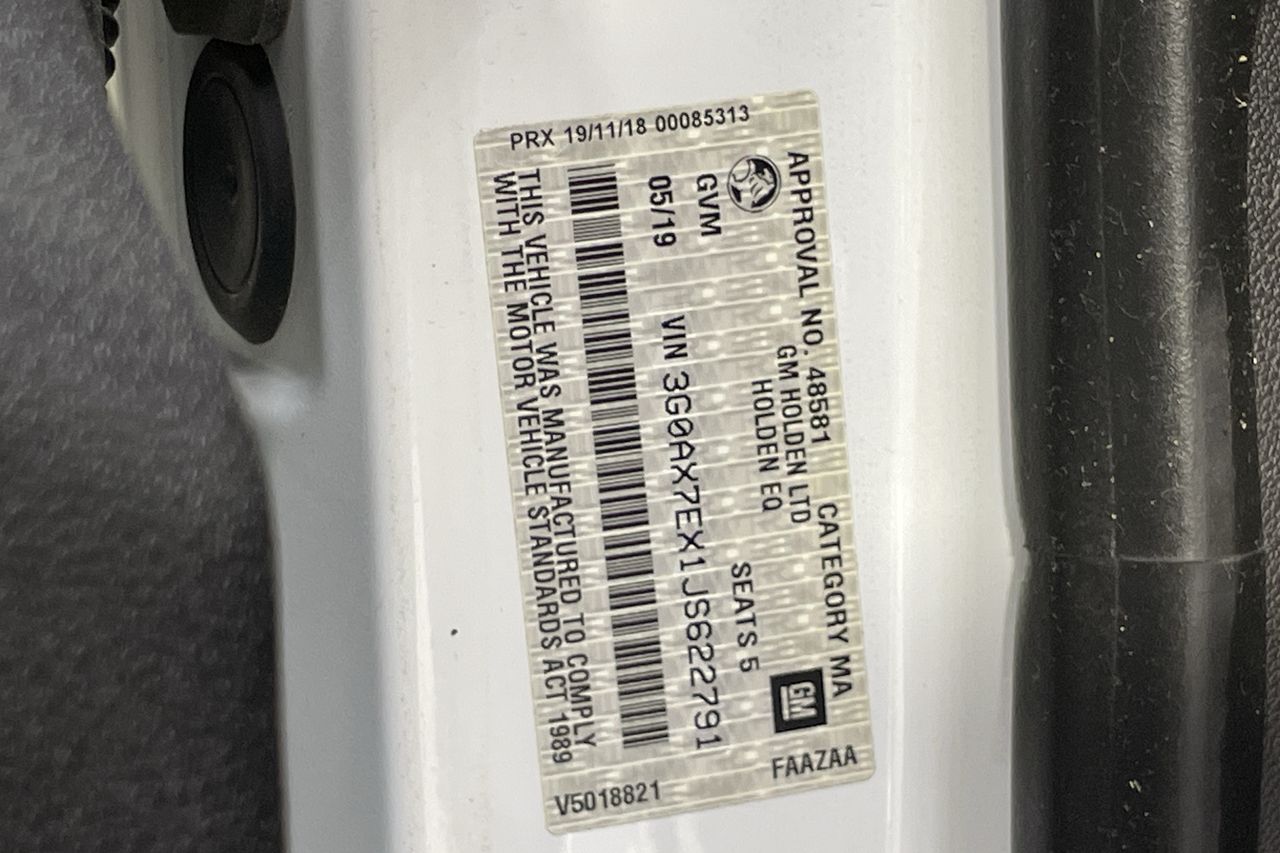 PRX 19/11/18 00085313
APPROVAL NO. 48581 CATEGORY MA
GM HOLDEN LTD
HOLDEN EQ
GM
GVM SEATS 5
05/19 VIN 3G0AX7EX1JS622791
THIS VEHICLE WAS MANUFACTURED TO COMPLY
WITH THE MOTOR VEHICLE STANDARDS ACT 1989
FAAZAA
V5018821